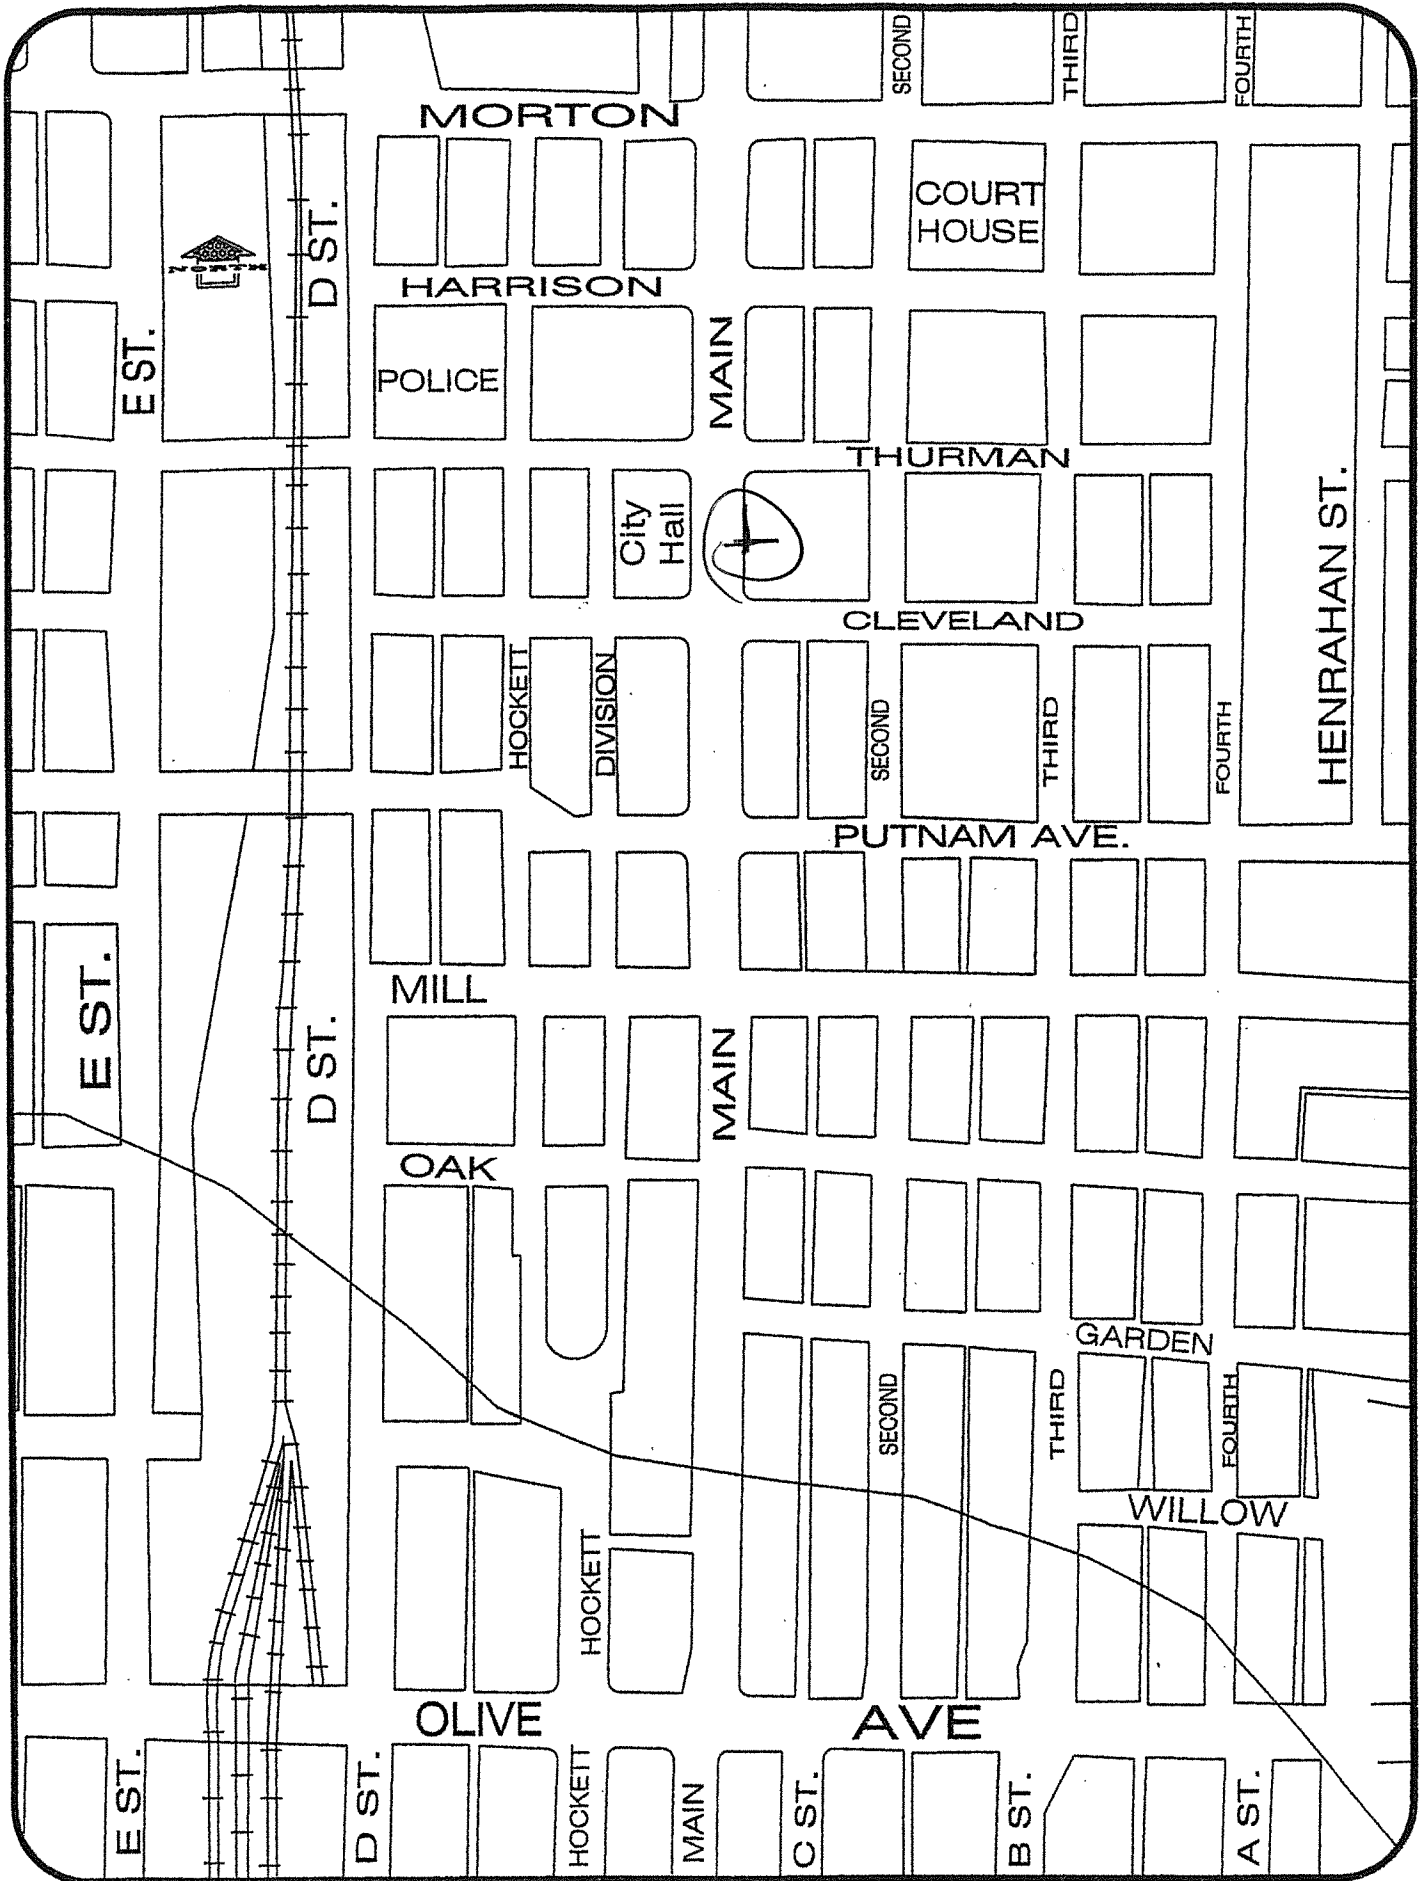 SECOND
THIRD
FOURTH
MORTON
COURT
HOUSE
D ST.
NORTH
HARRISON
E ST.
POLICE
MAIN
THURMAN
City
Hall
HENRAHAN ST.
CLEVELAND
HOCKETT
DIVISION
SECOND
THIRD
FOURTH
PUTNAM AVE.
E ST.
MILL
D ST.
MAIN
OAK
GARDEN
SECOND
THIRD
FOURTH
WILLOW
HOCKETT
OLIVE
AVE
E ST.
D ST.
HOCKETT
MAIN
C ST.
B ST.
A ST.